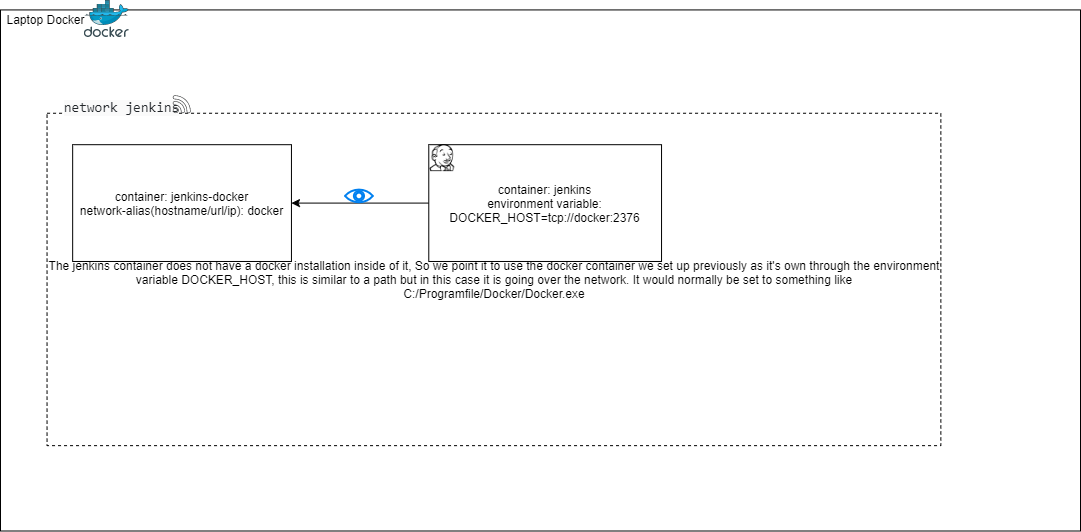 Laptop Docker
docker
network jenkins
container: jenkins-docker
network-alias(hostname/url/ip): docker
container: jenkins
environment variable:
DOCKER_HOST=tcp://docker:2376
The jenkins container does not have a docker installation inside of it, So we point it to use the docker container we set up previously as it's own through the environment
variable DOCKER_HOST, this is similar to a path but in this case it is going over the network. It would normally be set to something like
C:/Programfile/Docker/Docker.exe